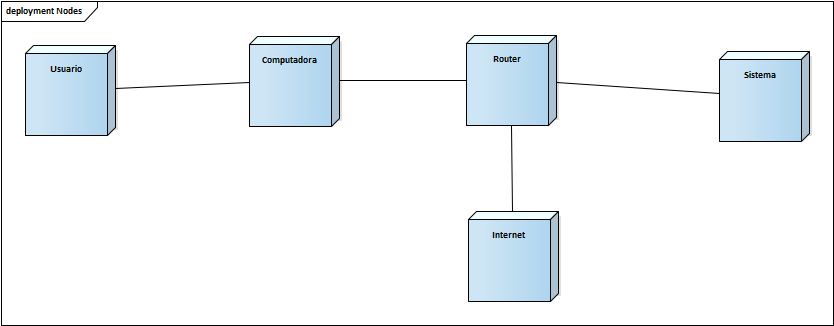 deployment Nodes
Usuario
Computadora
Router
Sistema
Internet